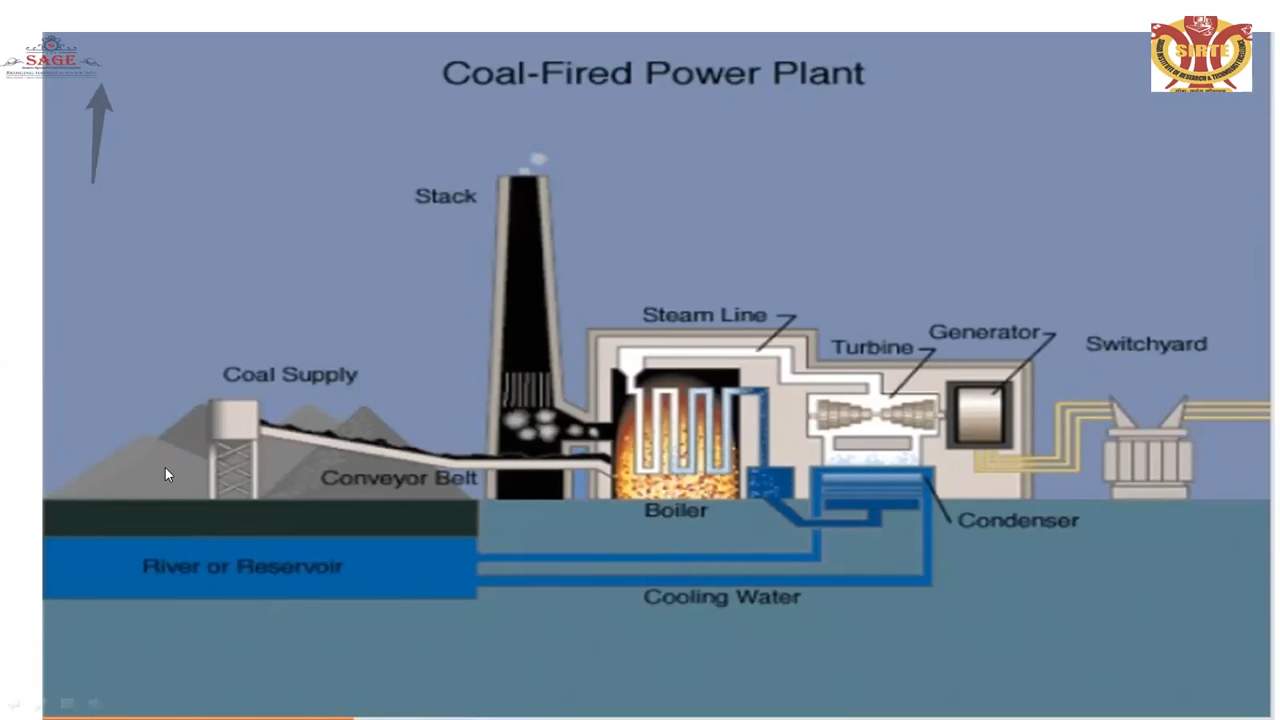 SAGE
SIRTE
Coal-Fired Power Plant
Stack
Steam Line
Generator
Turbine
Switchyard
Coal Supply
Conveyor Belt
Boiler
Condenser
River or Reservoir
Cooling Water